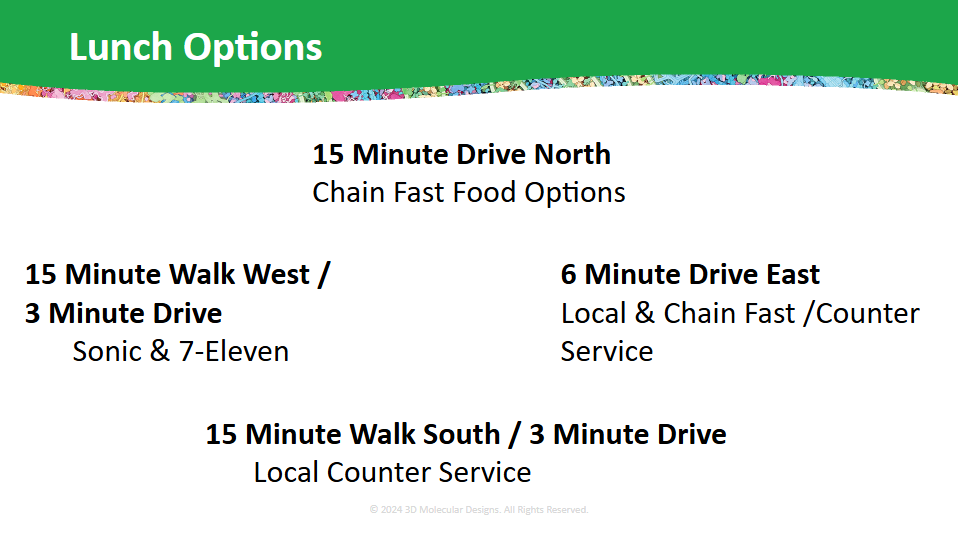 Lunch Options
15 Minute Drive North
Chain Fast Food Options
15 Minute Walk West /
3 Minute Drive
Sonic & 7-Eleven
6 Minute Drive East
Local & Chain Fast /Counter
Service
15 Minute Walk South / 3 Minute Drive
Local Counter Service
© 2024 3D Molecular Designs. All Rights Reserved.